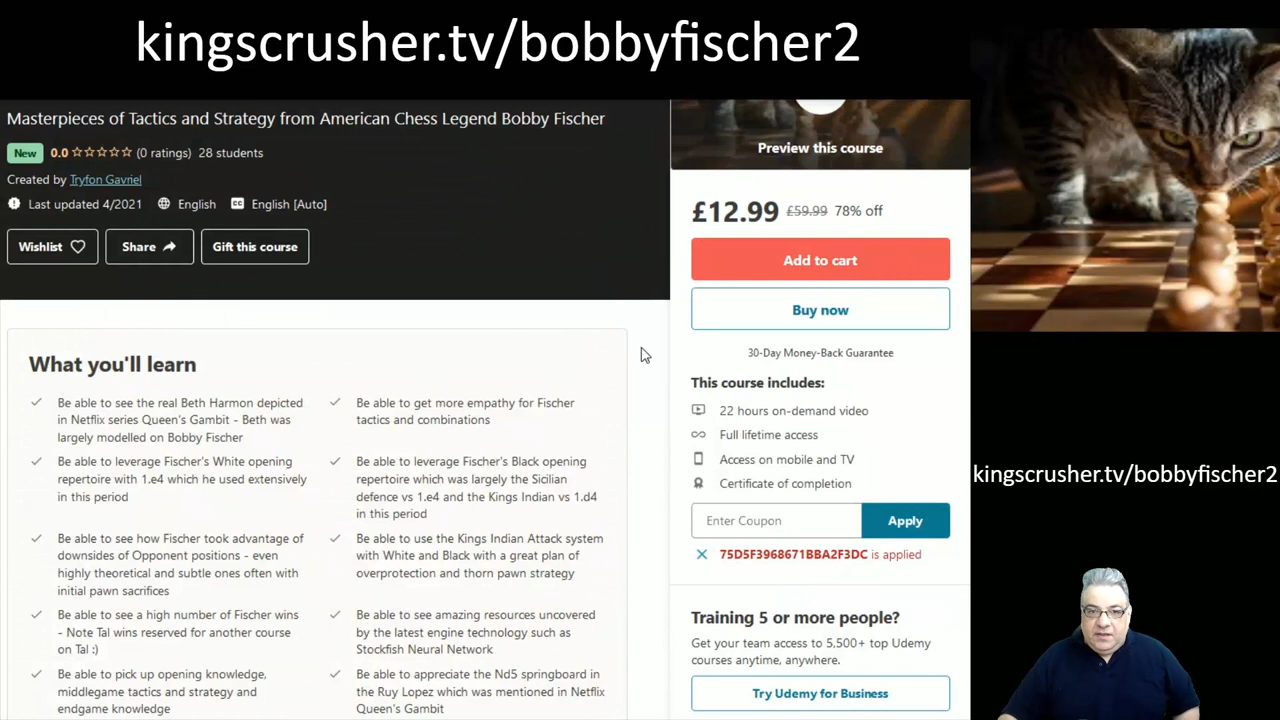 kingscrusher.tv/bobbyfischer2
Masterpieces of Tactics and Strategy from American Chess Legend Bobby Fischer
New 0.0 (0 ratings) 28 students
Created by Tryfon Gavriel
Last updated 4/2021 English English [Auto]
Wishlist Share Gift this course
What you'll learn
Be able to see the real Beth Harmon depicted
in Netflix series Queen's Gambit - Beth was
largely modelled on Bobby Fischer
Be able to get more empathy for Fischer
tactics and combinations
Be able to leverage Fischer's White opening
repertoire with 1.e4 which he used extensively
in this period
Be able to leverage Fischer's Black opening
repertoire which was largely the Sicilian
defence vs 1.e4 and the Kings Indian vs 1.d4
in this period
Be able to see how Fischer took advantage of
downsides of Opponent positions - even
highly theoretical and subtle ones often with
initial pawn sacrifices
Be able to use the Kings Indian Attack system
with White and Black with a great plan of
overprotection and thorn pawn strategy
Be able to see a high number of Fischer wins
- Note Tal wins reserved for another course
on Tal :)
Be able to see amazing resources uncovered
by the latest engine technology such as
Stockfish Neural Network
Be able to pick up opening knowledge,
middlegame tactics and strategy and
endgame knowledge
Be able to appreciate the Nd5 springboard in
the Ruy Lopez which was mentioned in Netflix
Queen's Gambit
Preview this course
£12.99 £59.99 78% off
Add to cart
Buy now
30-Day Money-Back Guarantee
This course includes:
22 hours on-demand video
Full lifetime access
Access on mobile and TV
Certificate of completion
Enter Coupon Apply
75D5F3968671BBA2F3DC is applied
Training 5 or more people?
Get your team access to 5,500+ top Udemy
courses anytime, anywhere.
Try Udemy for Business
kingscrusher.tv/bobbyfischer2